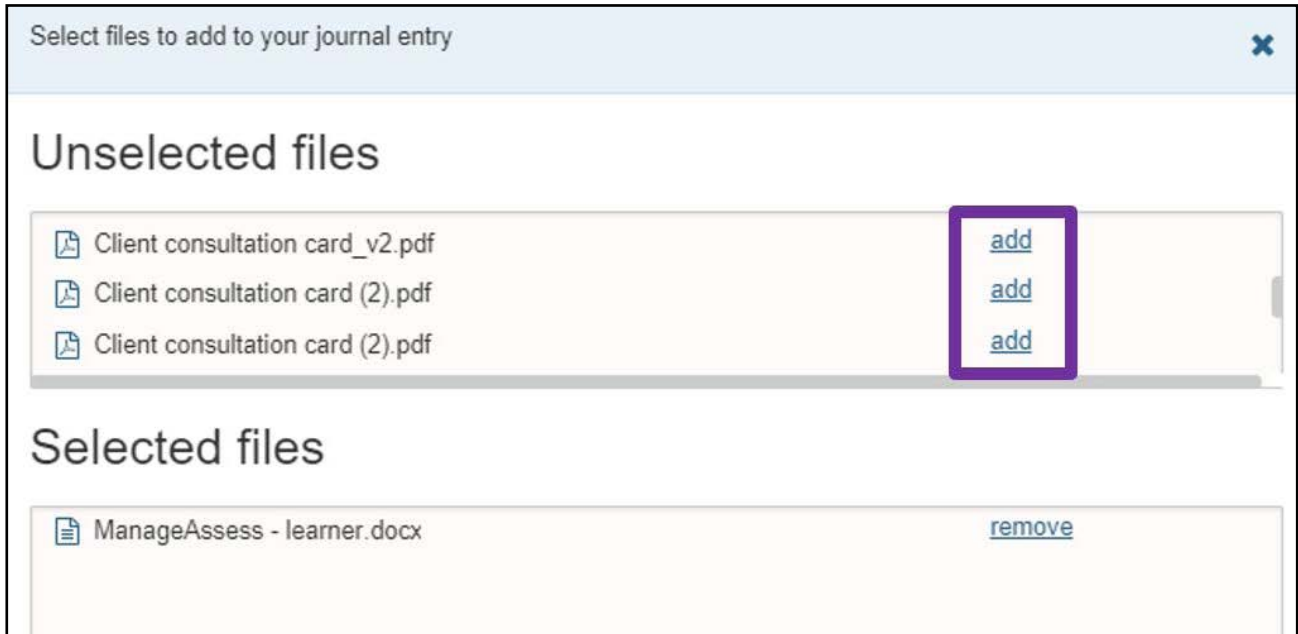 Select files to add to your journal entry
Unselected files
Client consultation card_v2.pdf add
Client consultation card (2).pdf add
Client consultation card (2).pdf add
Selected files
ManageAssess - learner.docx remove